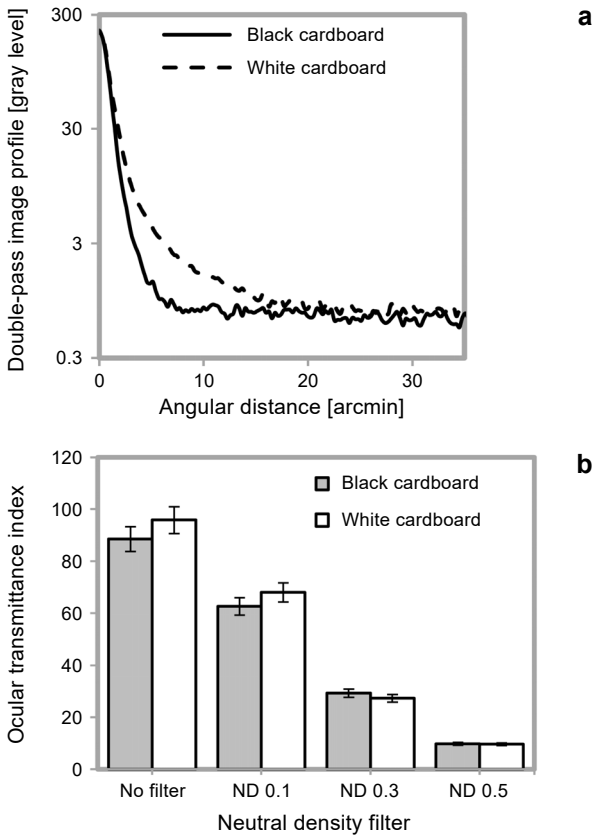 a
Double-pass image profile [gray level]
300
30
3
0.3
Black cardboard
White cardboard
0 10 20 30
Angular distance [arcmin]
b
Ocular transmittance index
120
100
80
60
40
20
0
Black cardboard
White cardboard
No filter ND 0.1 ND 0.3 ND 0.5
Neutral density filter